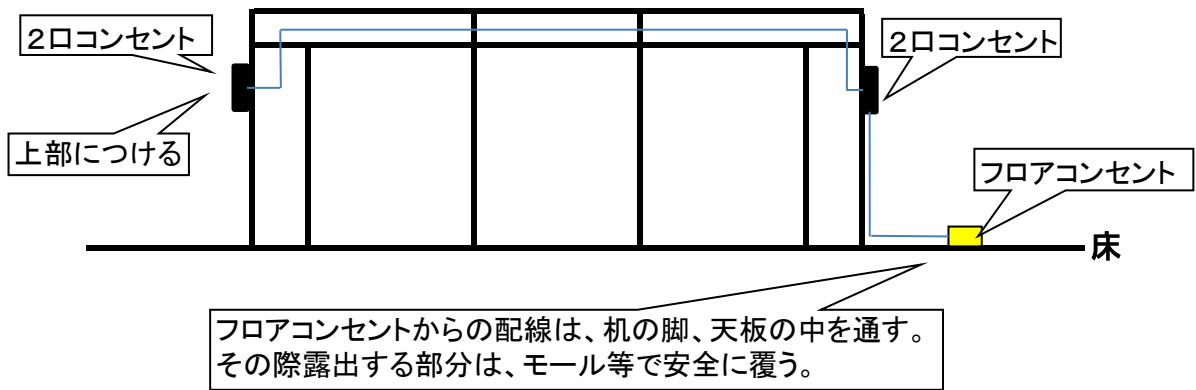 2口コンセント
2口コンセント
上部につける
フロアコンセント
床
フロアコンセントからの配線は、机の脚、天板の中を通す。
その際露出する部分は、モール等で安全に覆う。